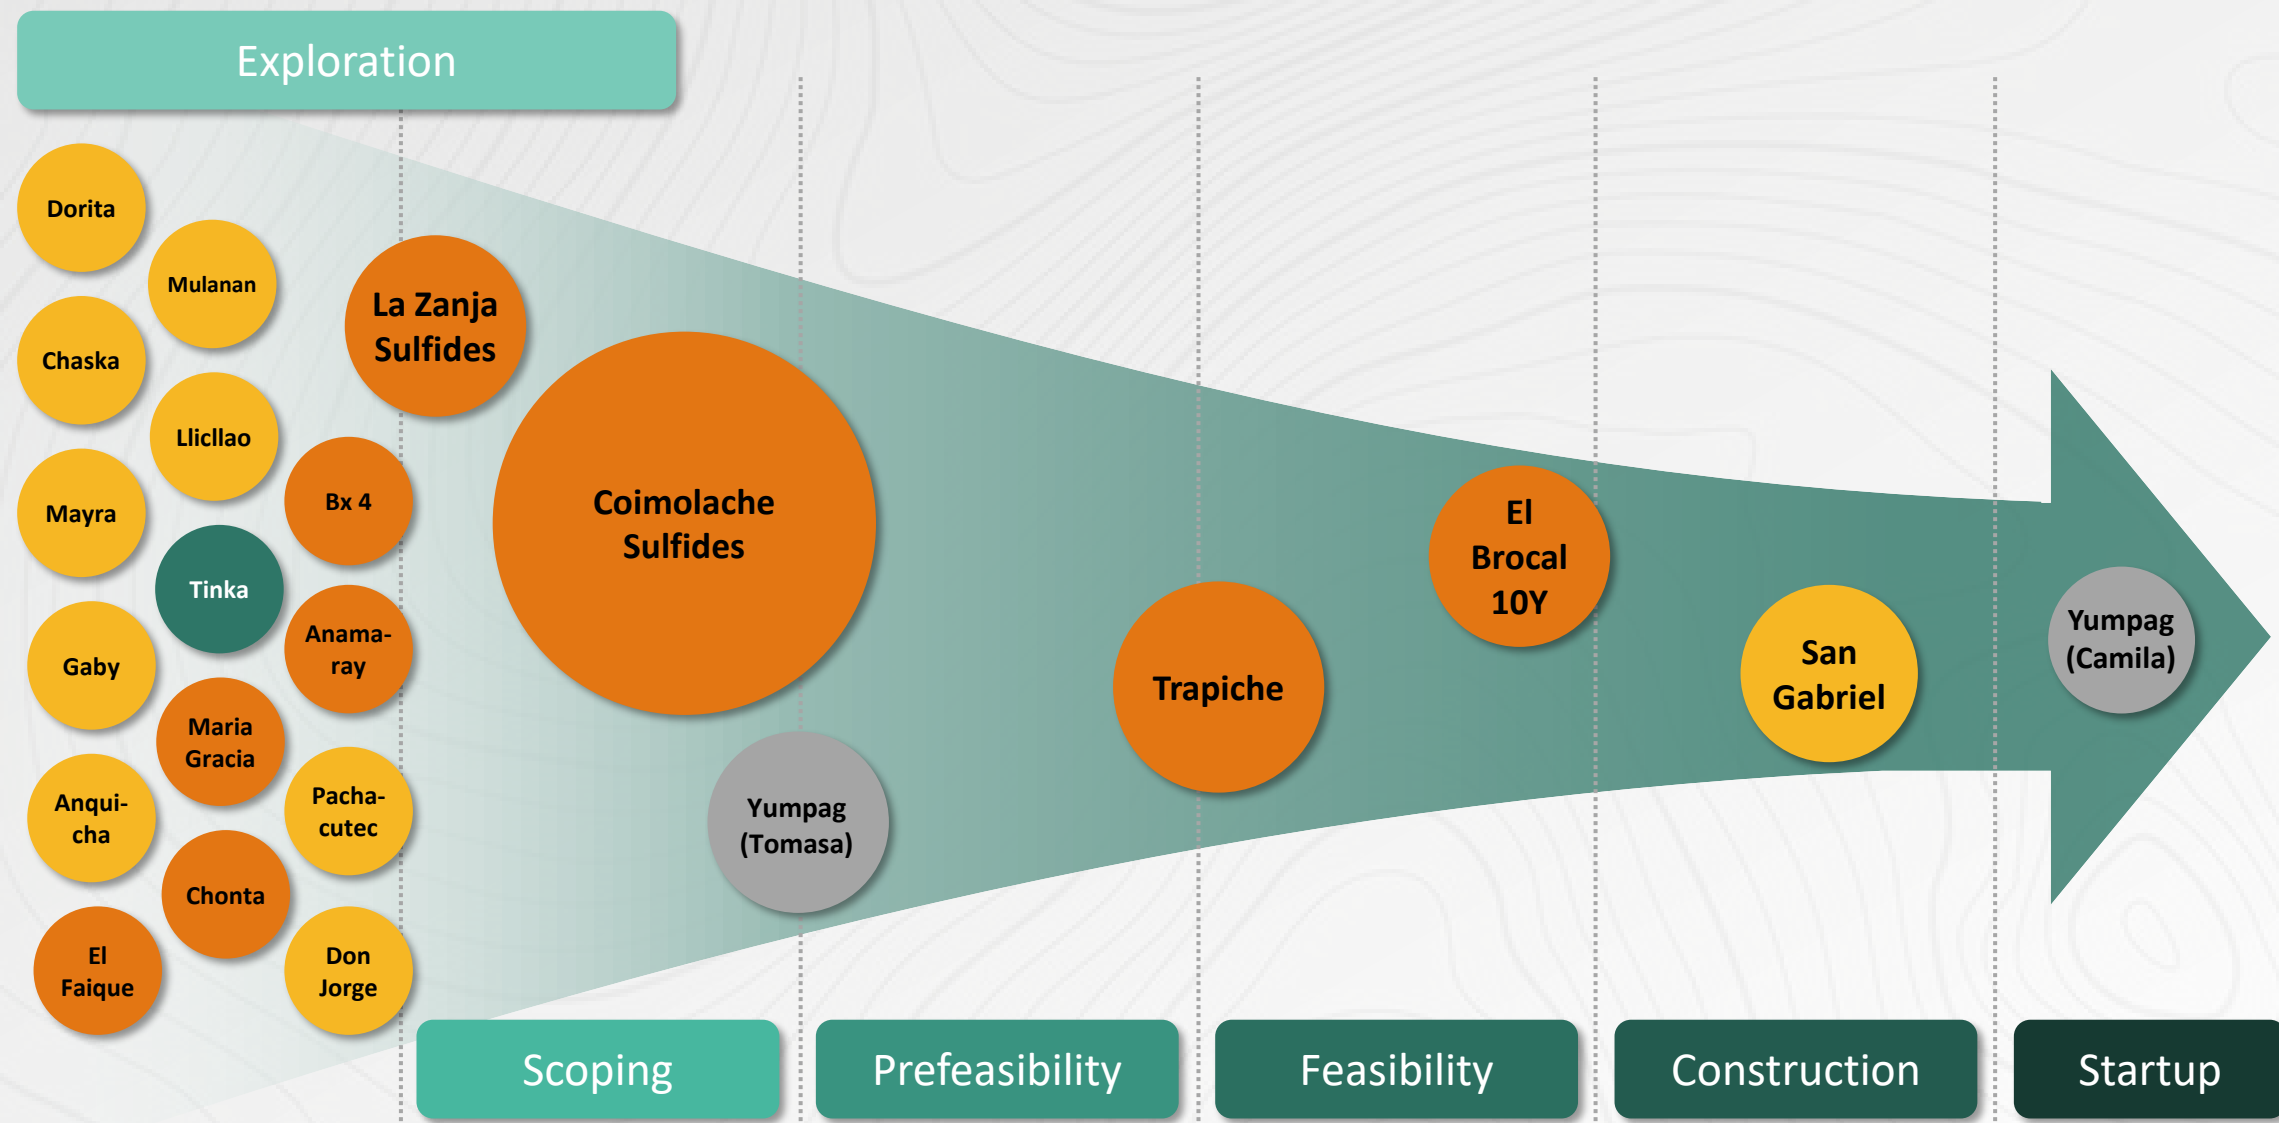 Exploration
Dorita
Mulanan
Chaska
Llicllao
Mayra
Tinka
Gaby
Maria
Gracia
Anqui-
cha
Chonta
El
Faique
Bx 4
Anama-
ray
Pacha-
cutec
Don
Jorge
La Zanja
Sulfides
Coimolache
Sulfides
Yumpag
(Tomasa)
Trapiche
El
Brocal
10Y
San
Gabriel
Yumpag
(Camila)
Scoping
Prefeasibility
Feasibility
Construction
Startup